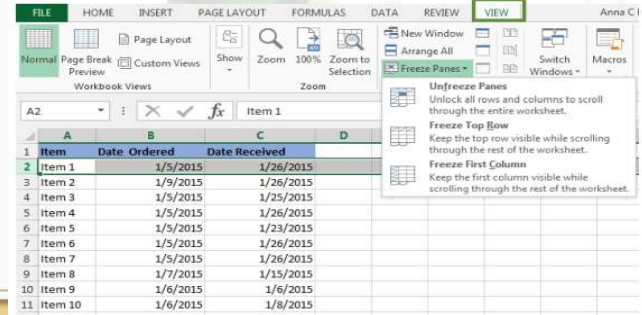 FILE HOME INSERT PAGE LAYOUT FORMULAS DATA REVIEW VIEW Anna C
Normal Page Break Preview Page Layout Custom Views Show Zoom 100% Zoom to Selection New Window Arrange All Freeze Panes Switch Windows Macros
Workbook Views Zoom
A2 fx Item 1
Unfreeze Panes
Unlock all rows and columns to scroll
through the entire worksheet.
Freeze Top Row
Keep the top row visible while scrolling
through the rest of the worksheet.
Freeze First Column
Keep the first column visible while
scrolling through the rest of the worksheet.
A B C D
1 Item Date Ordered Date Received
2 Item 1 1/5/2015 1/26/2015
3 Item 2 1/9/2015 1/26/2015
4 Item 3 1/5/2015 1/25/2015
5 Item 4 1/5/2015 1/26/2015
6 Item 5 1/5/2015 1/23/2015
7 Item 6 1/5/2015 1/26/2015
8 Item 7 1/5/2015 1/26/2015
9 Item 8 1/7/2015 1/15/2015
10 Item 9 1/6/2015 1/6/2015
11 Item 10 1/6/2015 1/8/2015